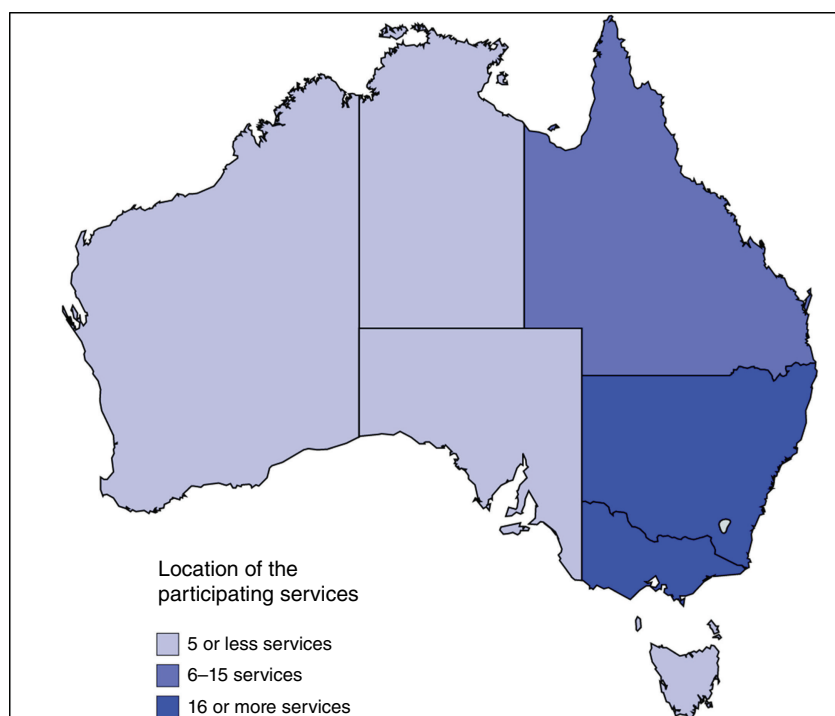 Location of the
participating services
5 or less services
6–15 services
16 or more services